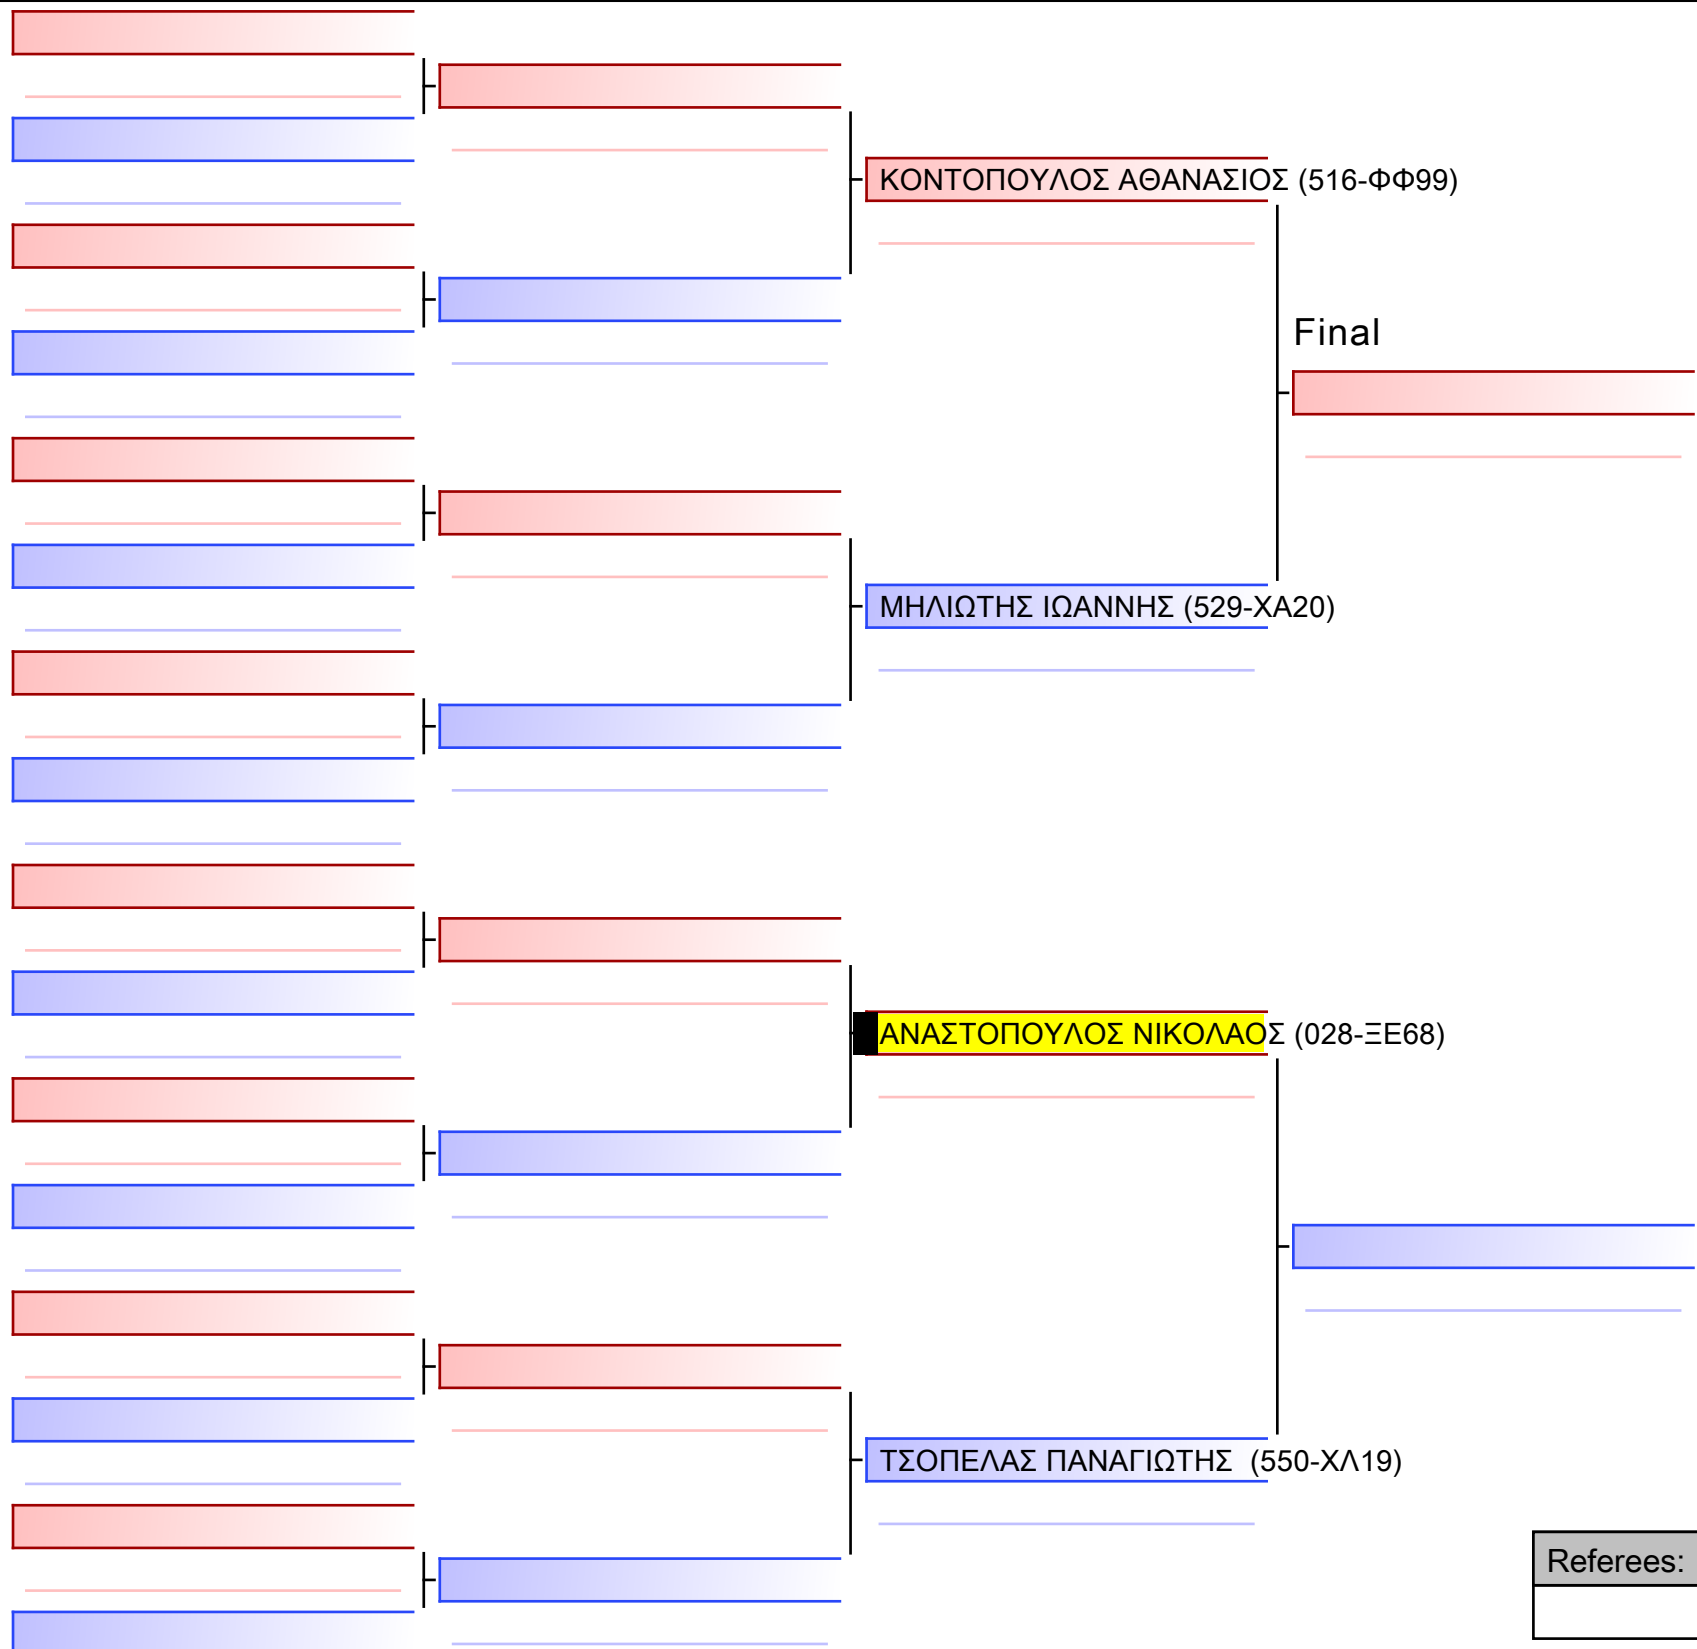 ΚΟΝΤΟΠΟΥΛΟΣ ΑΘΑΝΑΣΙΟΣ (516-ΦΦ99)
Final
ΜΗΛΙΩΤΗΣ ΙΩΑΝΝΗΣ (529-ΧΑ20)
ΑΝΑΣΤΟΠΟΥΛΟΣ ΝΙΚΟΛΑΟΣ (028-ΞΕ68)
ΤΣΟΠΕΛΑΣ ΠΑΝΑΓΙΩΤΗΣ (550-ΧΛ19)
Referees: